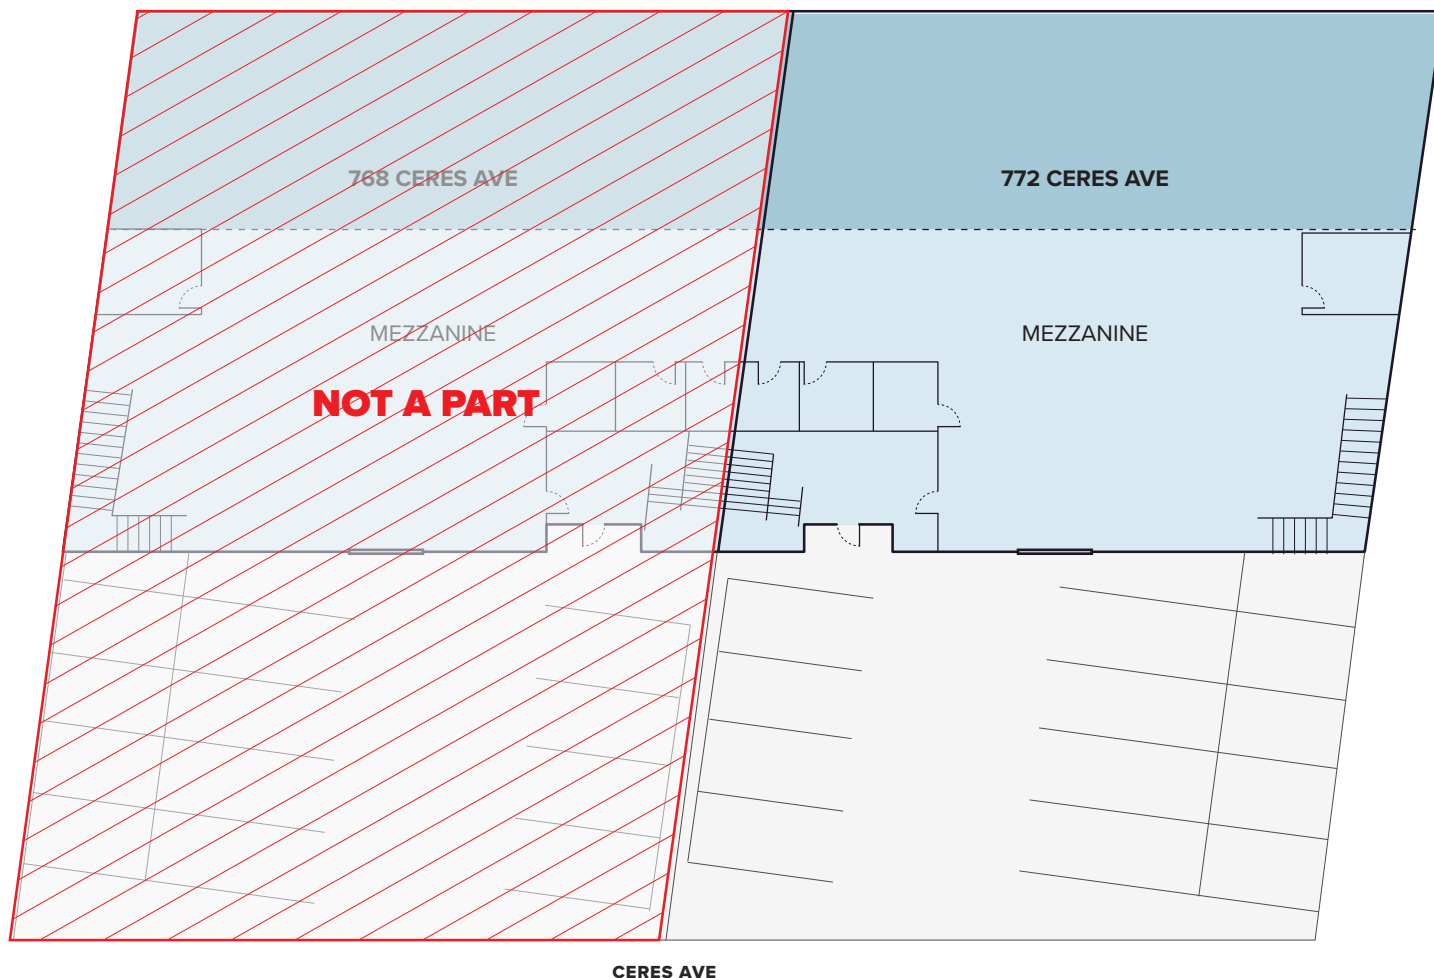 768 CERES AVE
772 CERES AVE
MEZZANINE
MEZZANINE
NOT A PART
CERES AVE